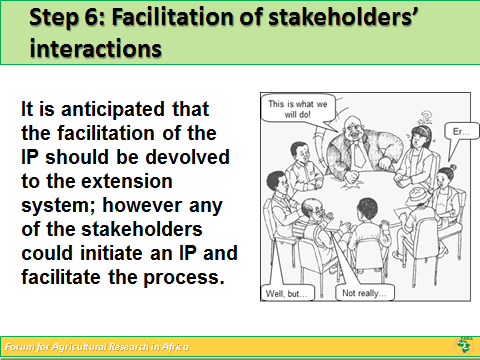 Step 6: Facilitation of stakeholders’
interactions
It is anticipated that
the facilitation of the
IP should be devolved
to the extension
system; however any
of the stakeholders
could initiate an IP and
facilitate the process.
This is what we
will do!
Er...
Well, but...
Not really...
Forum for Agricultural Research in Africa
FARA